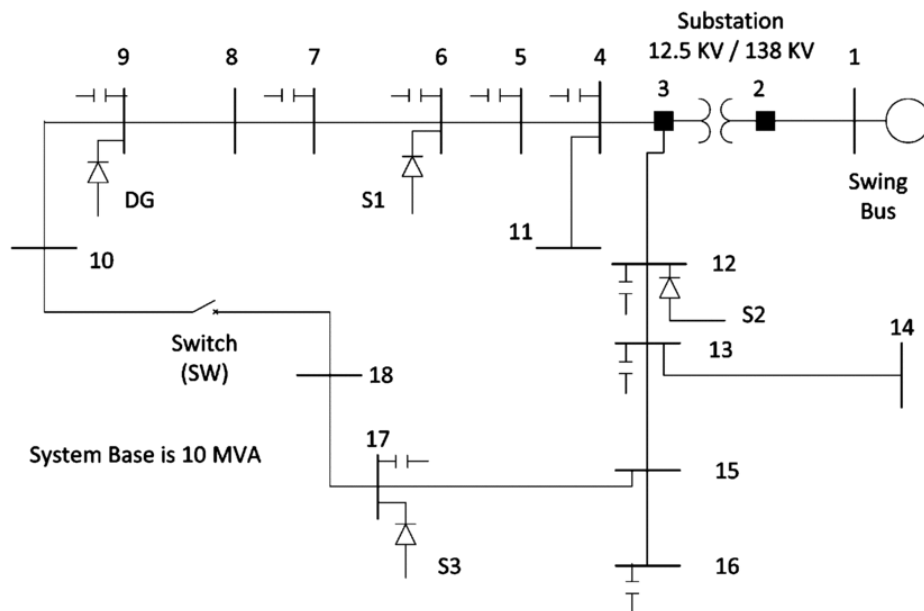 Substation
12.5 KV / 138 KV
9
8
7
6
5
4
3
2
1
DG
S1
11
Swing
Bus
10
12
S2
14
Switch
(SW)
13
18
System Base is 10 MVA
17
15
S3
16